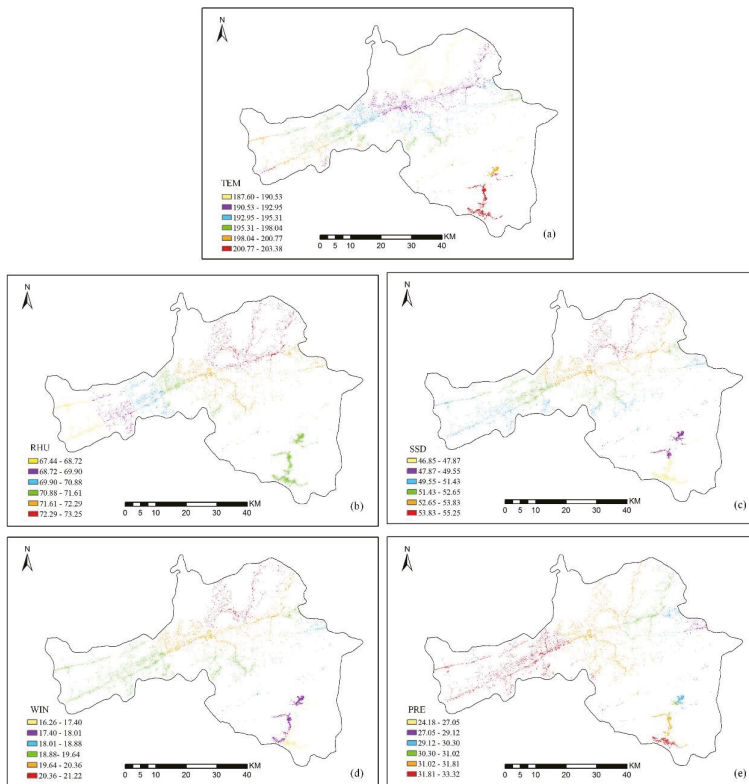 N
TEM
187.60 - 190.53
190.53 - 192.95
192.95 - 195.31
195.31 - 198.04
198.04 - 200.77
200.77 - 203.38
0 5 10 20 30 40 KM
(a)
N
RHU
67.44 - 68.72
68.72 - 69.90
69.90 - 70.88
70.88 - 71.61
71.61 - 72.29
72.29 - 73.25
0 5 10 20 30 40 KM
(b)
N
SSD
46.85 - 47.87
47.87 - 49.55
49.55 - 51.43
51.43 - 52.65
52.65 - 53.83
53.83 - 55.25
0 5 10 20 30 40 KM
(c)
N
WIN
16.26 - 17.40
17.40 - 18.01
18.01 - 18.88
18.88- 19.64
19.64 - 20.36
20.36 - 21.22
0 5 10 20 30 40 KM
(d)
N
PRE
24.18 - 27.05
27.05 - 29.12
29.12 - 30.30
30.30 - 31.02
31.02 - 31.81
31.81 - 33.32
0 5 10 20 30 40 KM
(e)